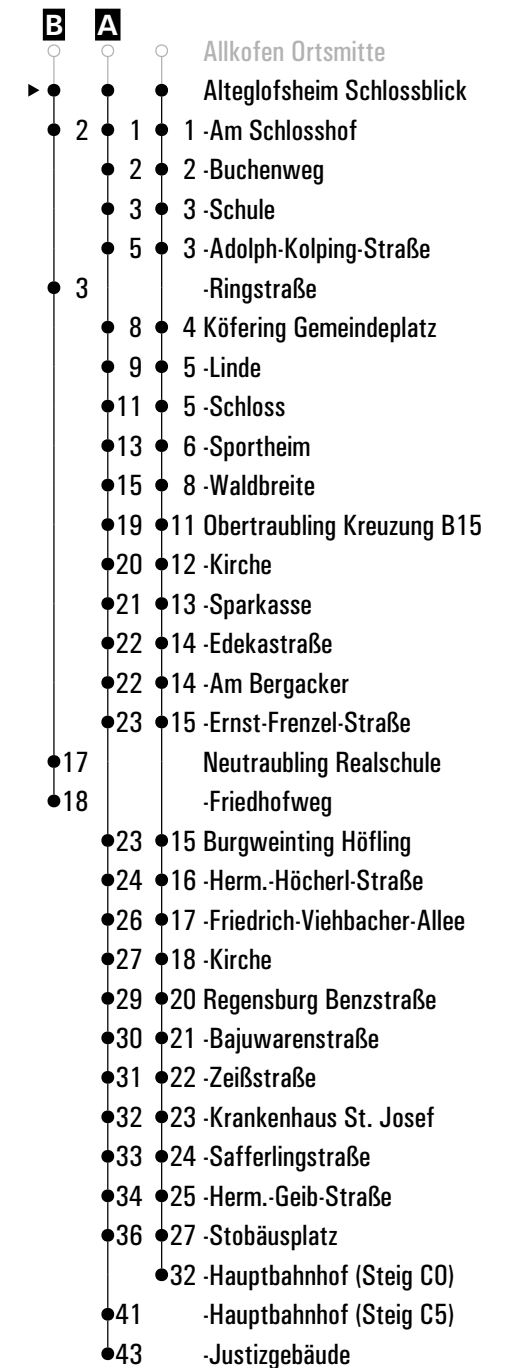 B A
Allkofen Ortsmitte
Alteglofsheim Schlossblick
2 1 1 -Am Schlosshof
2 2 -Buchenweg
3 3 -Schule
5 3 -Adolph-Kolping-Straße
3 -Ringstraße
8 4 Köfering Gemeindeplatz
9 5 -Linde
11 5 -Schloss
13 6 -Sportheim
15 8 -Waldbreite
19 11 Obertraubling Kreuzung B15
20 12 -Kirche
21 13 -Sparkasse
22 14 -Edekastraße
22 14 -Am Bergacker
23 15 -Ernst-Frenzel-Straße
17 Neutraubling Realschule
18 -Friedhofweg
23 15 Burgweinting Höfling
24 16 -Herm.-Höcherl-Straße
26 17 -Friedrich-Viehbacher-Allee
27 18 -Kirche
29 20 Regensburg Benzstraße
30 21 -Bajuwarenstraße
31 22 -Zeißstraße
32 23 -Krankenhaus St. Josef
33 24 -Safferlingstraße
34 25 -Herm.-Geib-Straße
36 27 -Stobäusplatz
32 -Hauptbahnhof (Steig C0)
41 -Hauptbahnhof (Steig C5)
43 -Justizgebäude